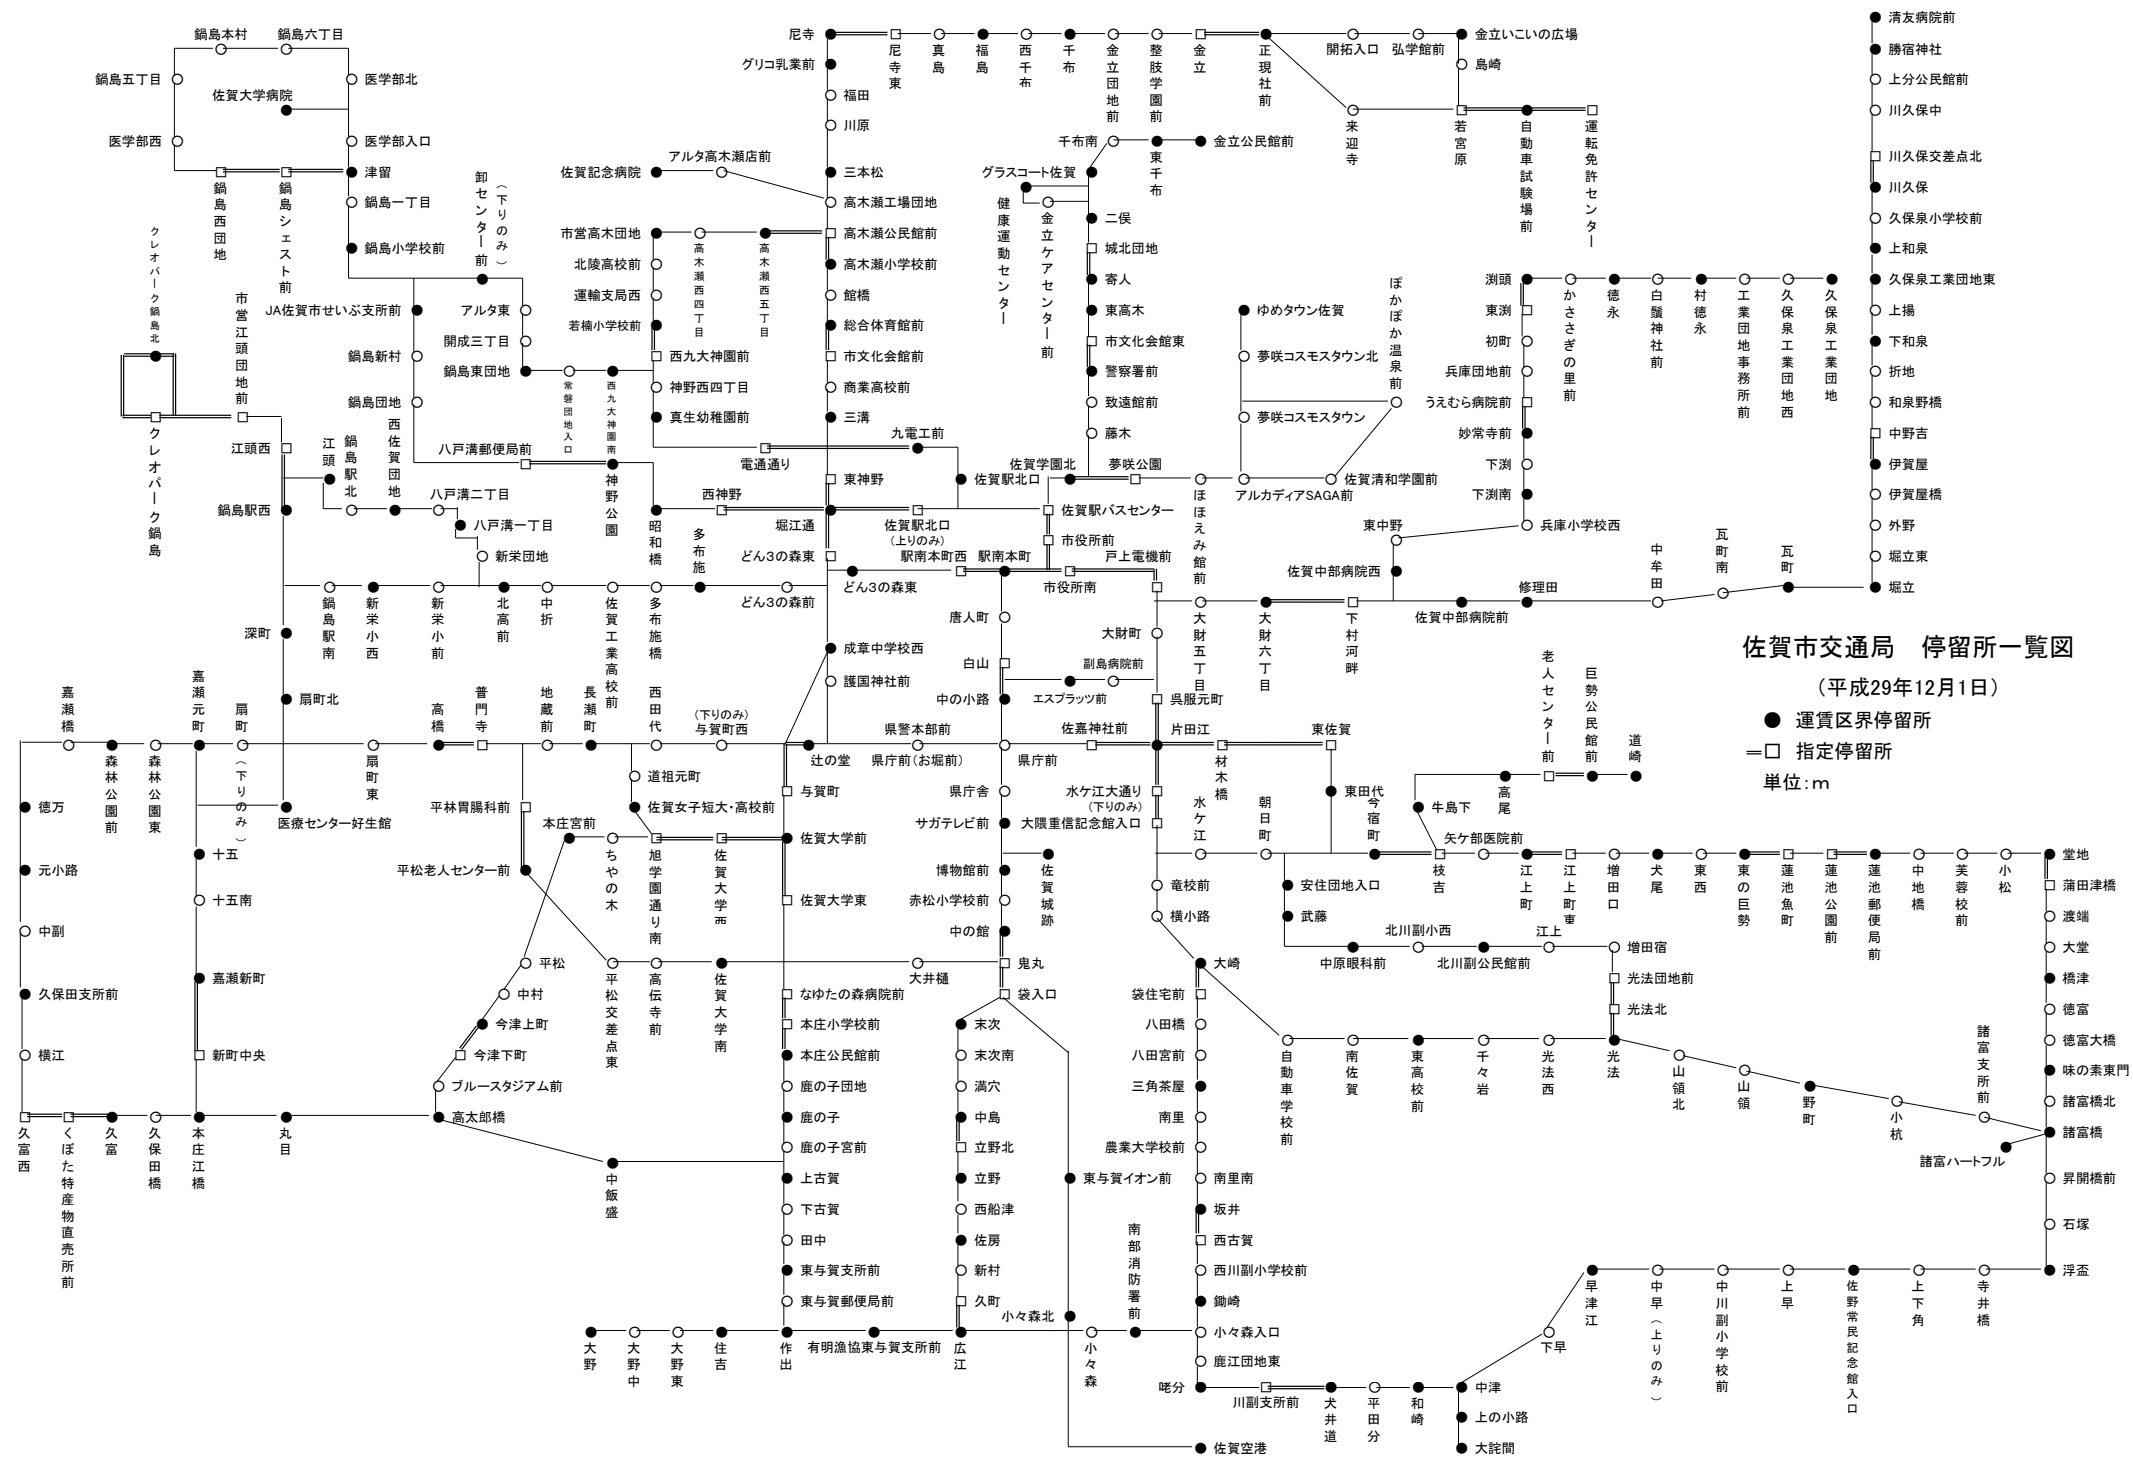 佐賀市交通局　停留所一覧図
（平成29年12月1日）
● 運賃区界停留所
＝□ 指定停留所
単位：m
鍋島本村
鍋島六丁目
鍋島五丁目
医学部北
佐賀大学病院
医学部西
医学部入口
津留
鍋島西団地
鍋島シェスト前
鍋島一丁目
鍋島小学校前
卸センター前
（下りのみ）
クレオパーク鍋島北
市営江頭団地前
クレオパーク鍋島
JA佐賀市せいぶ支所前
アルタ東
鍋島新村
開成三丁目
鍋島東団地
常磐団地入口
西九大神園南
鍋島団地
八戸溝郵便局前
神野公園
江頭西
江頭
鍋島駅北
西佐賀団地
八戸溝二丁目
八戸溝一丁目
新栄団地
鍋島駅西
鍋島駅南
新栄小西
新栄小前
北高前
中折
佐賀工業高校前
多布施橋
多布施
どん3の森前
深町
扇町北
尼寺
グリコ乳業前
福田
川原
三本松
高木瀬工場団地
佐賀記念病院
アルタ高木瀬店前
市営高木団地
高木瀬西四丁目
高木瀬西五丁目
高木瀬公民館前
北陵高校前
高木瀬小学校前
運輸支局西
館橋
若楠小学校前
総合体育館前
西九大神園前
市文化会館前
神野西四丁目
商業高校前
真生幼稚園前
三溝
電通通り
九電工前
東神野
佐賀駅北口
昭和橋
西神野
堀江通
佐賀駅北口
（上りのみ）
佐賀駅バスセンター
どん3の森東
市役所前
どん3の森東
駅南本町西
駅南本町
市役所南
戸上電機前
尼寺東
真島
福島
西千布
千布
金立団地前
整肢学園前
金立
正現社前
開拓入口
弘学館前
金立いこいの広場
島崎
来迎寺
若宮原
自動車試験場前
運転免許センター
千布南
東千布
金立公民館前
グラスコート佐賀
健康運動センター
金立ケアセンター前
二俣
城北団地
寄人
東高木
市文化会館東
警察署前
致遠館前
藤木
佐賀学園北
夢咲公園
ほほえみ館前
アルカディアSAGA前
佐賀清和学園前
ゆめタウン佐賀
夢咲コスモスタウン北
夢咲コスモスタウン
ぽかぽか温泉前
渕頭
かささぎの里前
徳永
白鬚神社前
村徳永
工業団地事務所前
久保泉工業団地西
久保泉工業団地
東渕
初町
兵庫団地前
うえむら病院前
妙常寺前
下渕
下渕南
兵庫小学校西
東中野
佐賀中部病院西
清友病院前
勝宿神社
上分公民館前
川久保中
川久保交差点北
川久保
久保泉小学校前
上和泉
久保泉工業団地東
上揚
下和泉
折地
和泉野橋
中野吉
伊賀屋
伊賀屋橋
外野
堀立東
堀立
瓦町
瓦町南
中牟田
修理田
佐賀中部病院前
下村河畔
大財六丁目
大財五丁目
大財町
唐人町
白山
中の小路
エスプラッツ前
副島病院前
呉服元町
成章中学校西
護国神社前
嘉瀬橋
森林公園前
森林公園東
嘉瀬元町
扇町（下りのみ）
扇町東
高橋
普門寺
地蔵前
長瀬町
西田代
（下りのみ）
与賀町西
辻の堂
県警本部前
県庁前（お堀前）
県庁前
佐嘉神社前
片田江
材木橋
東佐賀
徳万
元小路
中副
久保田支所前
横江
久富西
くぼた特産物直売所前
久富
久保田橋
本庄江橋
丸目
高太郎橋
中飯盛
医療センター好生館
十五
十五南
嘉瀬新町
新町中央
平林胃腸科前
平松老人センター前
道祖元町
佐賀女子短大・高校前
本庄宮前
ちやの木
旭学園通り南
佐賀大学西
佐賀大学前
与賀町
佐賀大学東
平松
中村
今津上町
今津下町
ブルースタジアム前
平松交差点東
高伝寺前
佐賀大学南
大井樋
鬼丸
なゆたの森病院前
本庄小学校前
本庄公民館前
鹿の子団地
鹿の子
鹿の子宮前
上古賀
下古賀
田中
東与賀支所前
東与賀郵便局前
大野
大野中
大野東
住吉
作出
有明漁協東与賀支所前
広江
県庁舎
サガテレビ前
博物館前
佐賀城跡
赤松小学校前
中の館
袋入口
末次
末次南
満穴
中島
立野北
立野
西船津
佐房
新村
久町
東与賀イオン前
小々森北
小々森
南部消防署前
佐賀空港
水ケ江大通り
（下りのみ）
大隈重信記念館入口
水ケ江
朝日町
東田代
今宿町
竜校前
横小路
大崎
袋住宅前
八田橋
八田宮前
三角茶屋
南里
農業大学校前
南里南
坂井
西古賀
西川副小学校前
鋤崎
小々森入口
鹿江団地東
咾分
川副支所前
犬井道
平田分
和崎
中津
上の小路
大詫間
下早
早津江
中早（上りのみ）
中川副小学校前
上早
佐野常民記念館入口
上下角
寺井橋
浮盃
安住団地入口
武藤
中原眼科前
北川副小西
北川副公民館前
江上
増田宿
光法団地前
光法北
自動車学校前
南佐賀
東高校前
千々岩
光法西
光法
山領北
山領
野町
小杭
諸富支所前
諸富ハートフル
牛島下
高尾
老人センター前
巨勢公民館前
道崎
枝吉
矢ケ部医院前
江上町
江上町東
増田口
犬尾
東西
東の巨勢
蓮池魚町
蓮池公園前
蓮池郵便局前
中地橋
芙蓉校前
小松
堂地
蒲田津橋
渡端
大堂
橋津
徳富
徳富大橋
味の素東門
諸富橋北
諸富橋
昇開橋前
石塚